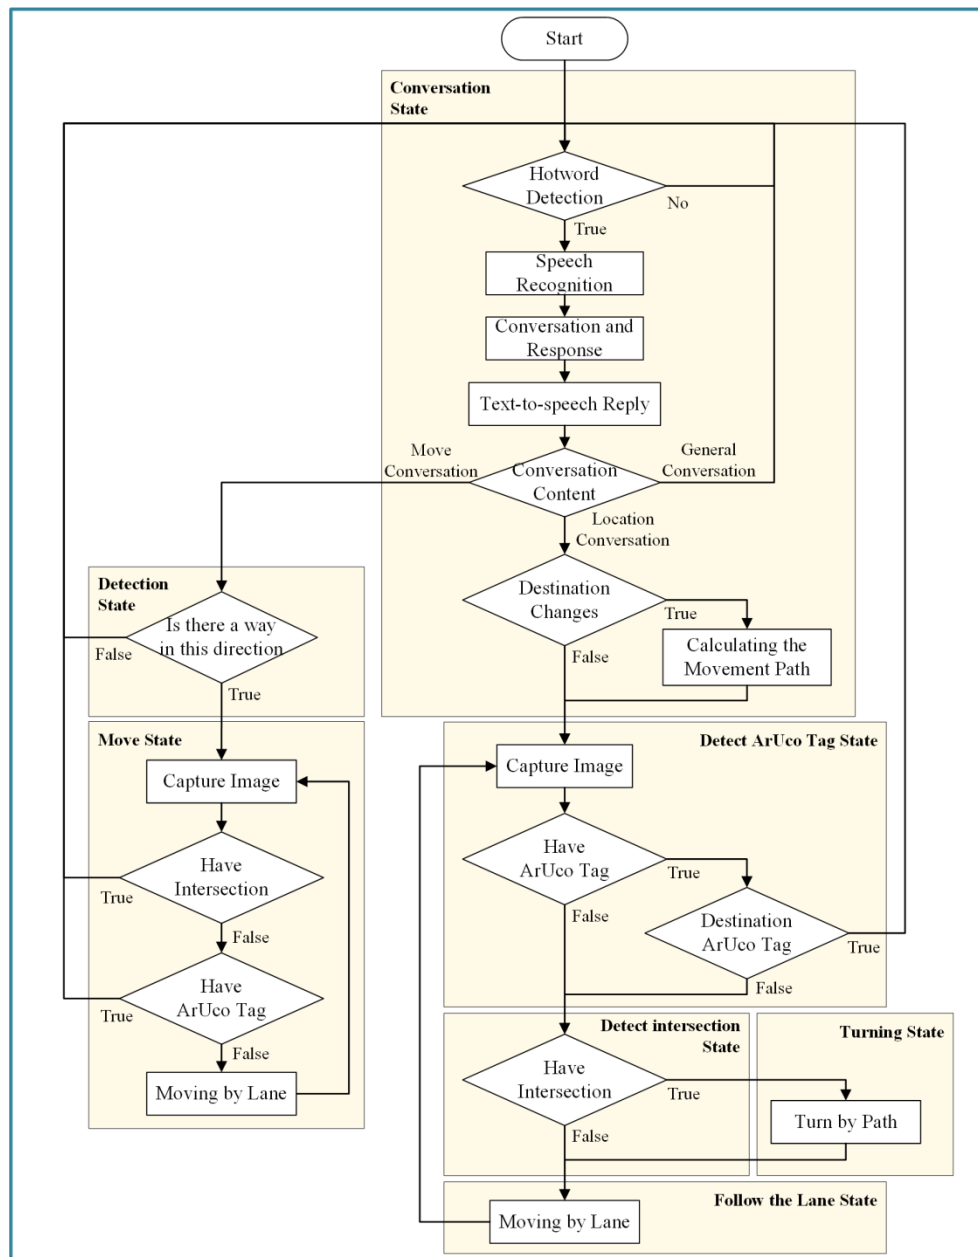 Start
Conversation
State
Hotword
Detection
No
True
Speech
Recognition
Conversation and
Response
Text-to-speech Reply
Move
Conversation
General
Conversation
Conversation
Content
Location
Conversation
Destination
Changes
True
False
Calculating the
Movement Path
Detection
State
Is there a way
in this direction
False
True
Move State
Capture Image
Have
Intersection
True
False
Have
ArUco Tag
True
False
Moving by Lane
Detect ArUco Tag State
Capture Image
Have
ArUco Tag
True
False
Destination
ArUco Tag
True
False
Detect intersection
State
Have
Intersection
True
False
Turning State
Turn by Path
Follow the Lane State
Moving by Lane